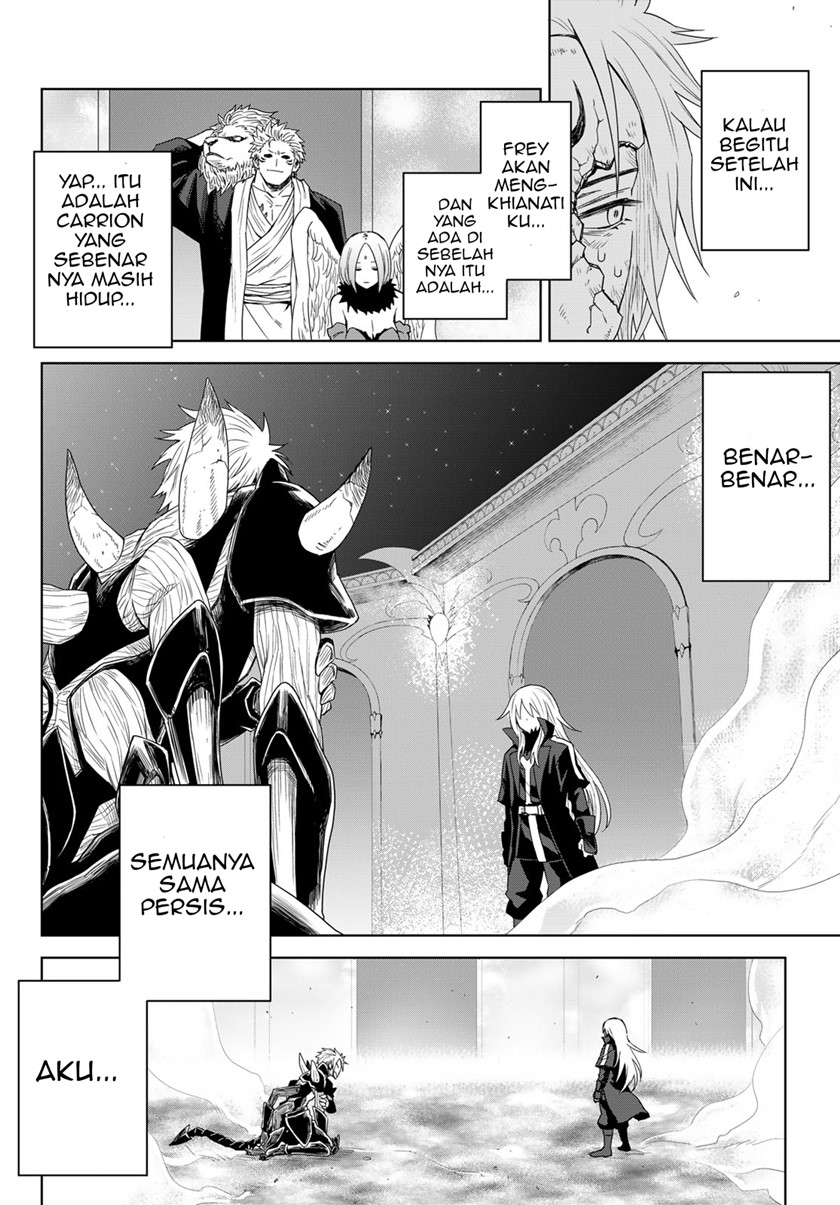 KALAU
BEGITU
SETELAH
INI...
FREY
AKAN
MENG-
KHIANATI
KU...
DAN
YANG
ADA DI
SEBELAH
NYA ITU
ADALAH...
YAP... ITU
ADALAH
CARRION
YANG
SEBENAR
NYA MASIH
HIDUP...
BENAR-
BENAR...
SEMUANYA
SAMA
PERSIS...
AKU...